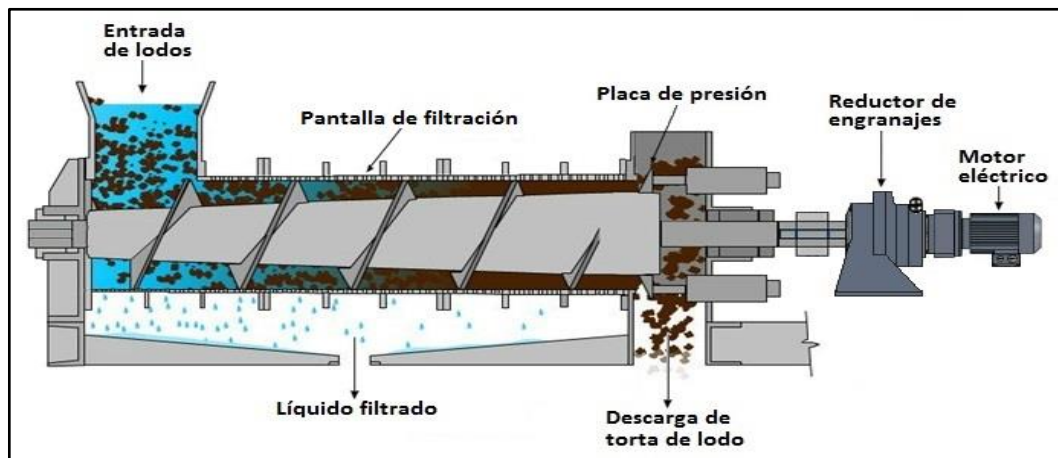 Entrada
de lodos
Pantalla de filtración
Placa de presión
Reductor de
engranajes
Motor
eléctrico
Líquido filtrado
Descarga de
torta de lodo